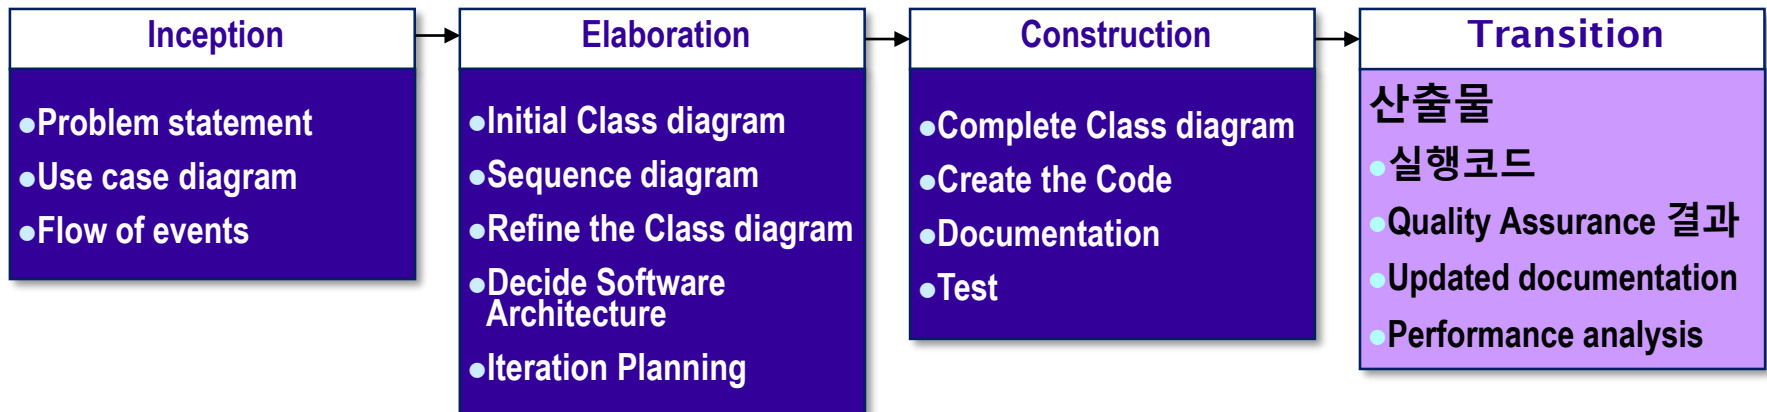 Inception
●Problem statement
●Use case diagram
●Flow of events
Elaboration
●Initial Class diagram
●Sequence diagram
●Refine the Class diagram
●Decide Software
Architecture
●Iteration Planning
Construction
●Complete Class diagram
●Create the Code
●Documentation
●Test
Transition
산출물
●실행코드
●Quality Assurance 결과
●Updated documentation
●Performance analysis